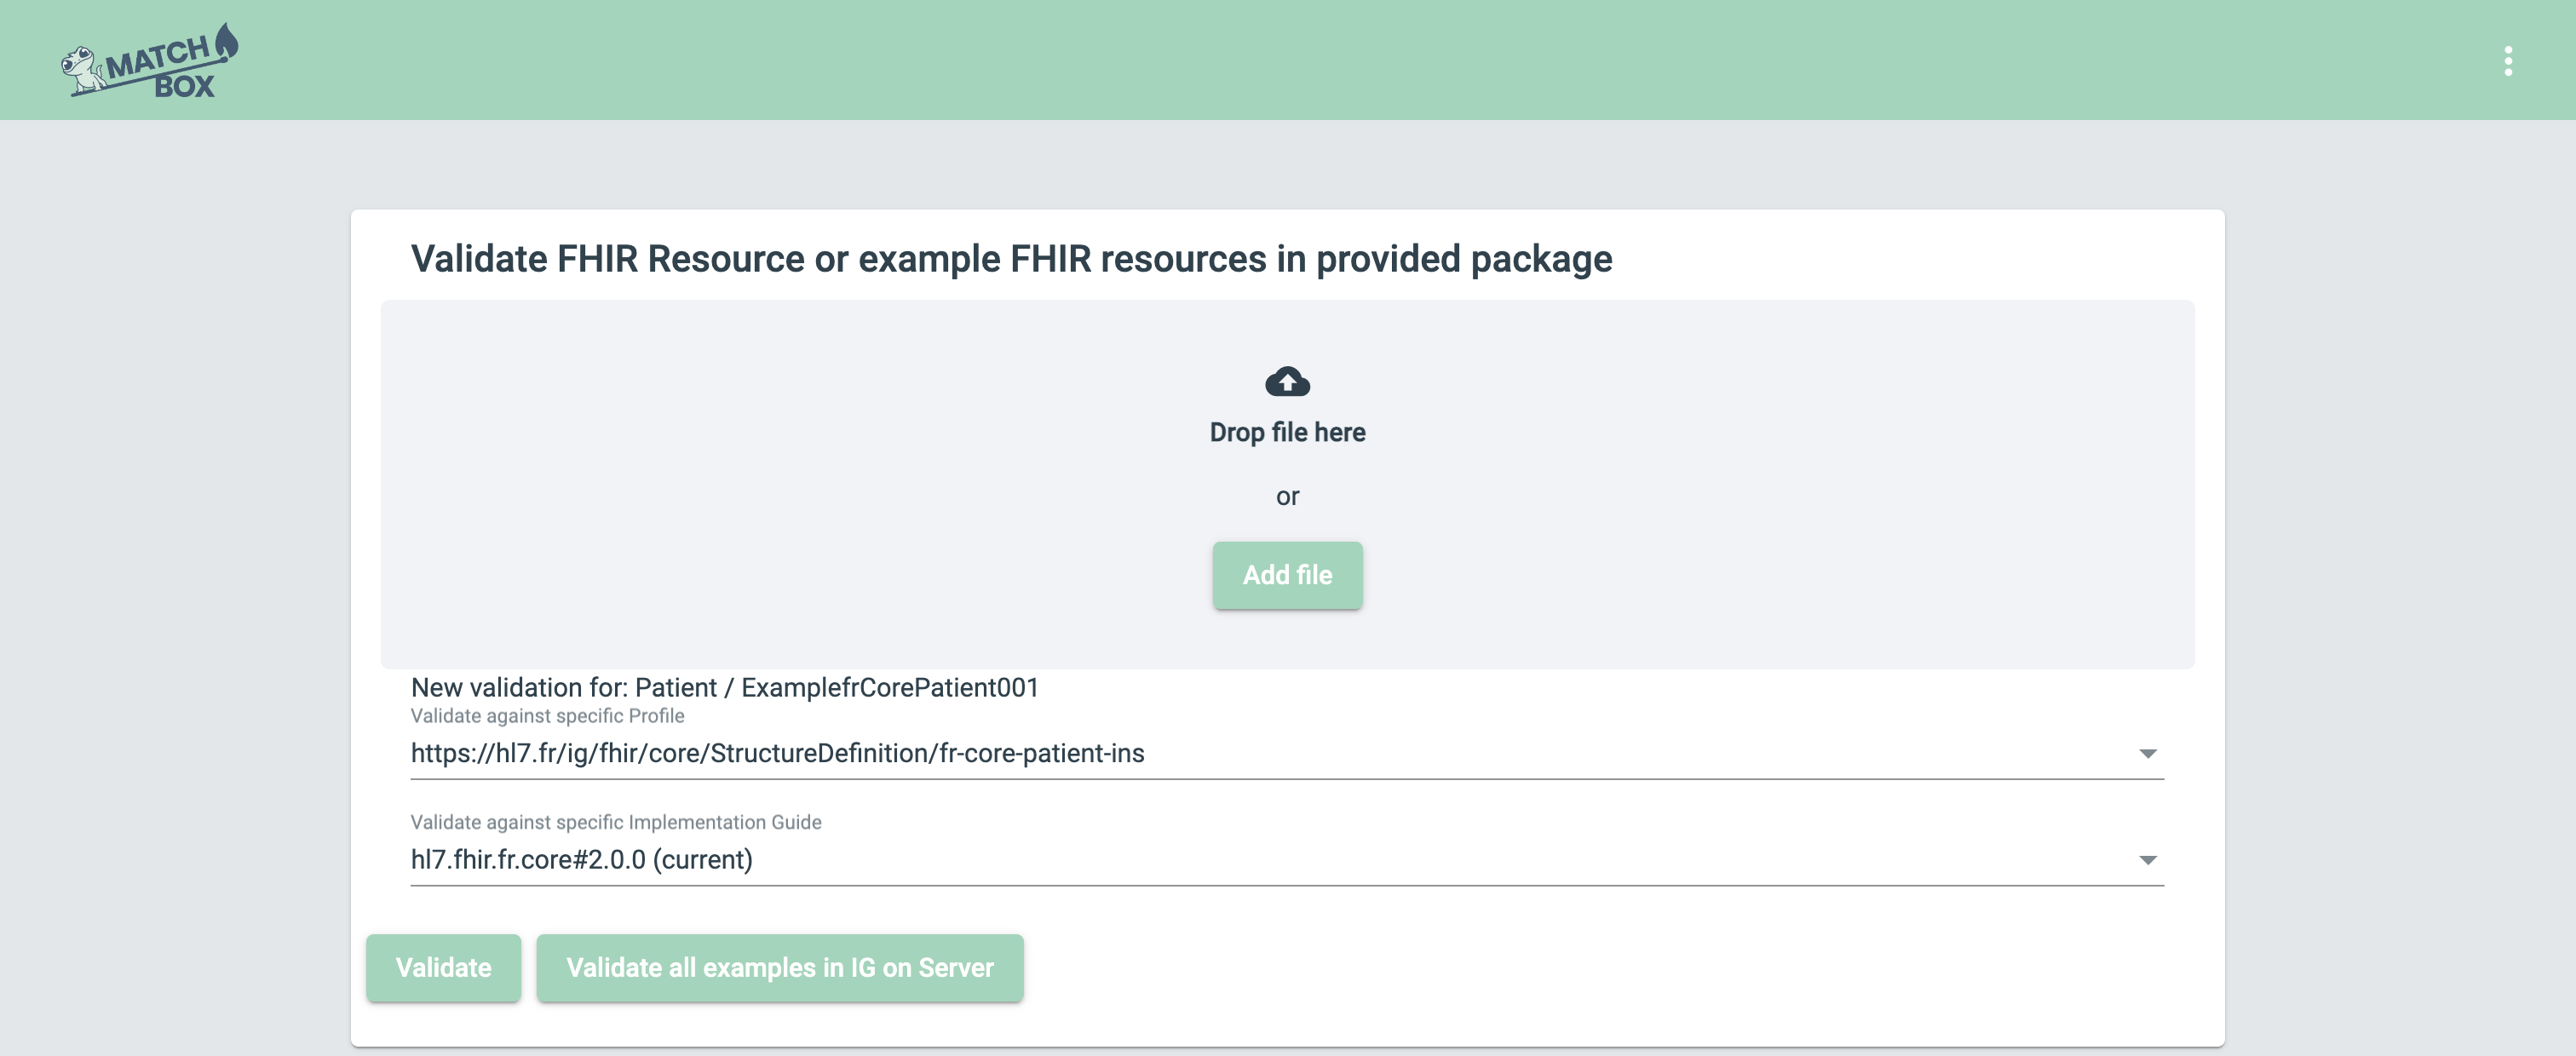 MATCH
BOX
Validate FHIR Resource or example FHIR resources in provided package
Drop file here
or
Add file
New validation for: Patient / ExamplefrCorePatient001
Validate against specific Profile
https://hl7.fr/ig/fhir/core/StructureDefinition/fr-core-patient-ins
Validate against specific Implementation Guide
hl7.fhir.fr.core#2.0.0 (current)
Validate
Validate all examples in IG on Server